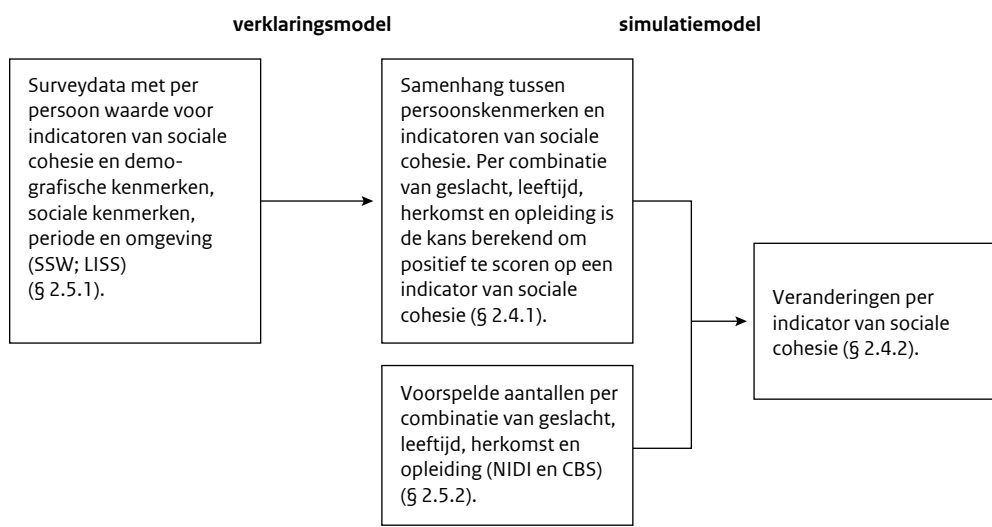 verklaringsmodel
simulatiemodel
Surveydata met per
persoon waarde voor
indicatoren van sociale
cohesie en demo-
grafische kenmerken,
sociale kenmerken,
periode en omgeving
(SSW; LISS)
(§ 2.5.1).
Samenhang tussen
persoonskenmerken en
indicatoren van sociale
cohesie. Per combinatie
van geslacht, leeftijd,
herkomst en opleiding is
de kans berekend om
positief te scoren op een
indicator van sociale
cohesie (§ 2.4.1).
Voorspelde aantallen per
combinatie van geslacht,
leeftijd, herkomst en
opleiding (NIDI en CBS)
(§ 2.5.2).
Veranderingen per
indicator van sociale
cohesie (§ 2.4.2).